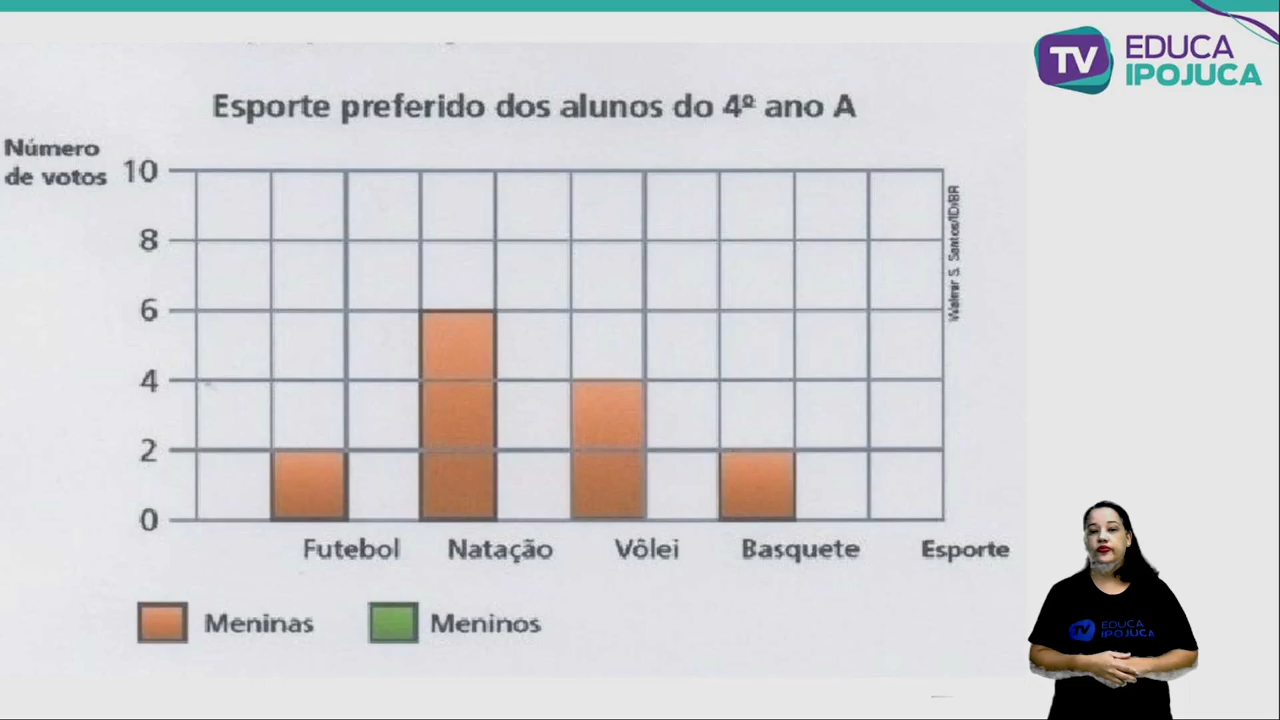 TV EDUCA
IPOJUCA
Esporte preferido dos alunos do 4º ano A
Número
de votos
10
8
6
4
2
0
Futebol Natação Vôlei Basquete Esporte
Meninas Meninos
TV EDUCA
IPOJUCA